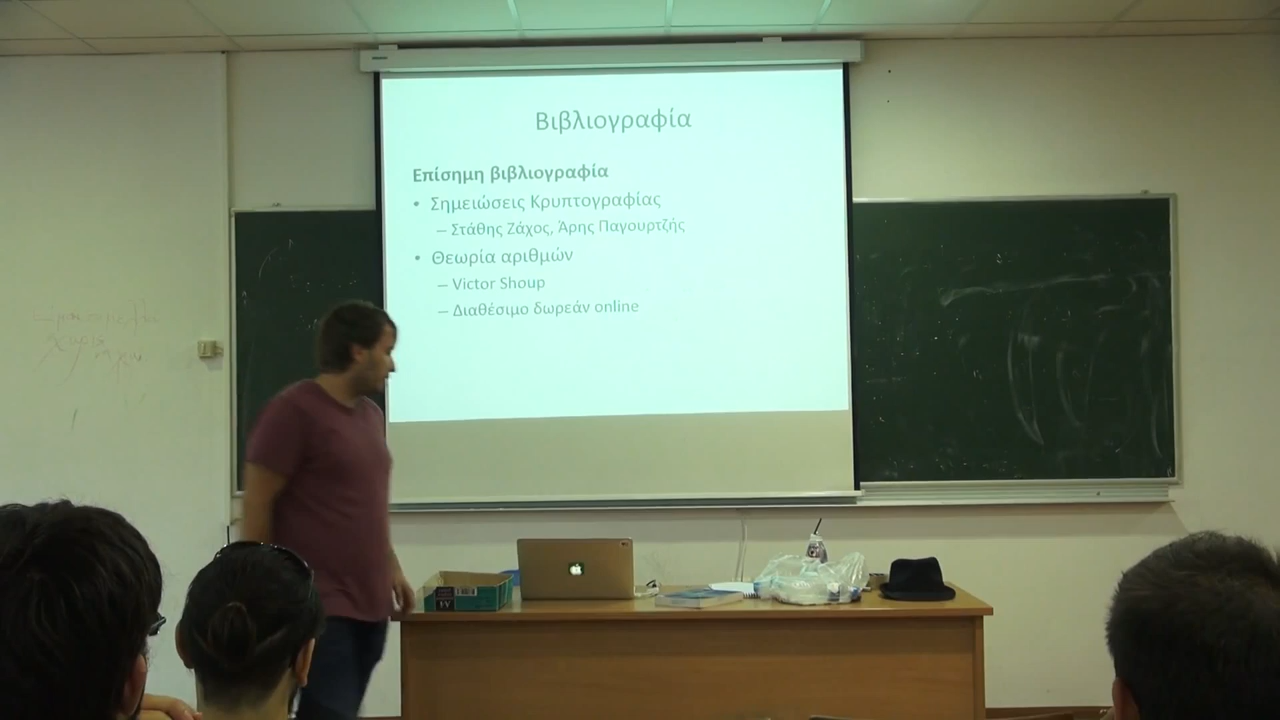 Βιβλιογραφία
Επίσημη βιβλιογραφία
• Σημειώσεις Κρυπτογραφίας
– Στάθης Ζάχος, Άρης Παγουρτζής
• Θεωρία αριθμών
– Victor Shoup
– Διαθέσιμο δωρεάν online